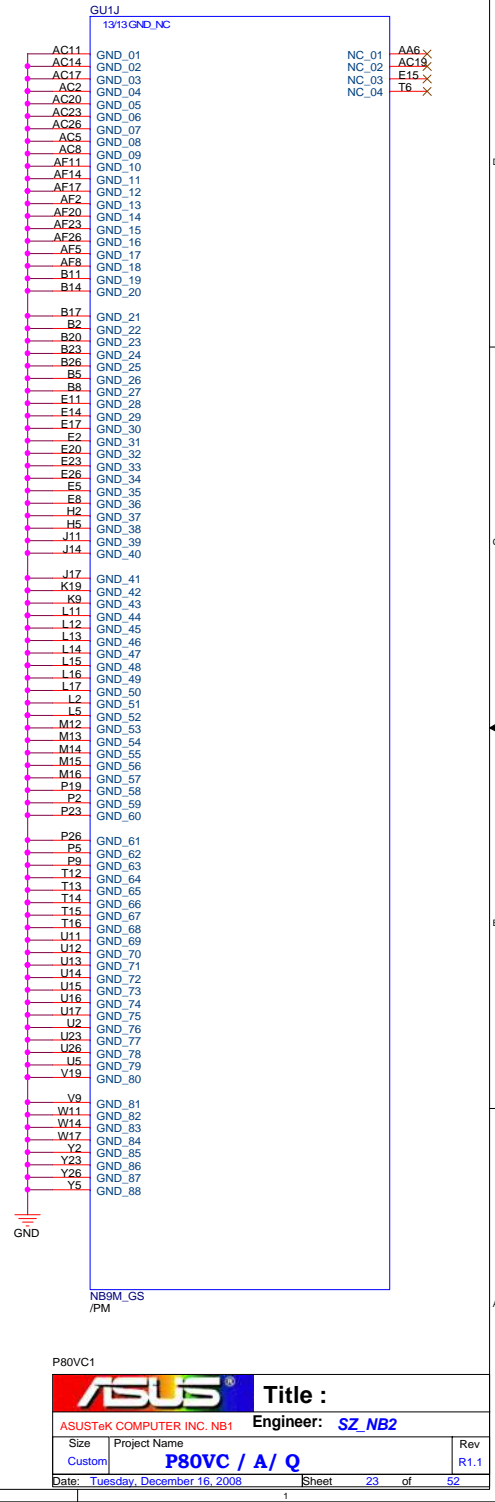 GU1J
13/13 GND_NC
AC11 GND_01 NC_01 AA6
AC14 GND_02 NC_02 AC19
AC17 GND_03 NC_03 E15
AC2 GND_04 NC_04 T6
AC20 GND_05
AC23 GND_06
AC26 GND_07
AC5 GND_08
AC8 GND_09
AF11 GND_10
AF14 GND_11
AF17 GND_12
AF2 GND_13
AF20 GND_14
AF23 GND_15
AF26 GND_16
AF5 GND_17
AF8 GND_18
B11 GND_19
B14 GND_20
B17 GND_21
B2 GND_22
B20 GND_23
B23 GND_24
B26 GND_25
B5 GND_26
B8 GND_27
E11 GND_28
E14 GND_29
E17 GND_30
E2 GND_31
E20 GND_32
E23 GND_33
E26 GND_34
E5 GND_35
E8 GND_36
H2 GND_37
H5 GND_38
J11 GND_39
J14 GND_40
J17 GND_41
K19 GND_42
K9 GND_43
L11 GND_44
L12 GND_45
L13 GND_46
L14 GND_47
L15 GND_48
L16 GND_49
L17 GND_50
L2 GND_51
L5 GND_52
M12 GND_53
M13 GND_54
M14 GND_55
M15 GND_56
M16 GND_57
P19 GND_58
P2 GND_59
P23 GND_60
P26 GND_61
P5 GND_62
P9 GND_63
T12 GND_64
T13 GND_65
T14 GND_66
T15 GND_67
T16 GND_68
U11 GND_69
U12 GND_70
U13 GND_71
U14 GND_72
U15 GND_73
U16 GND_74
U17 GND_75
U2 GND_76
U23 GND_77
U26 GND_78
U5 GND_79
V19 GND_80
V9 GND_81
W11 GND_82
W14 GND_83
W17 GND_84
Y2 GND_85
Y23 GND_86
Y26 GND_87
Y5 GND_88
GND
NB9M_GS
/PM
P80VC1
ASUS® Title :
ASUSTeK COMPUTER INC. NB1 Engineer: SZ_NB2
Size Project Name Rev
Custom P80VC / A/ Q R1.1
Date: Tuesday, December 16, 2008 Sheet 23 of 52
1